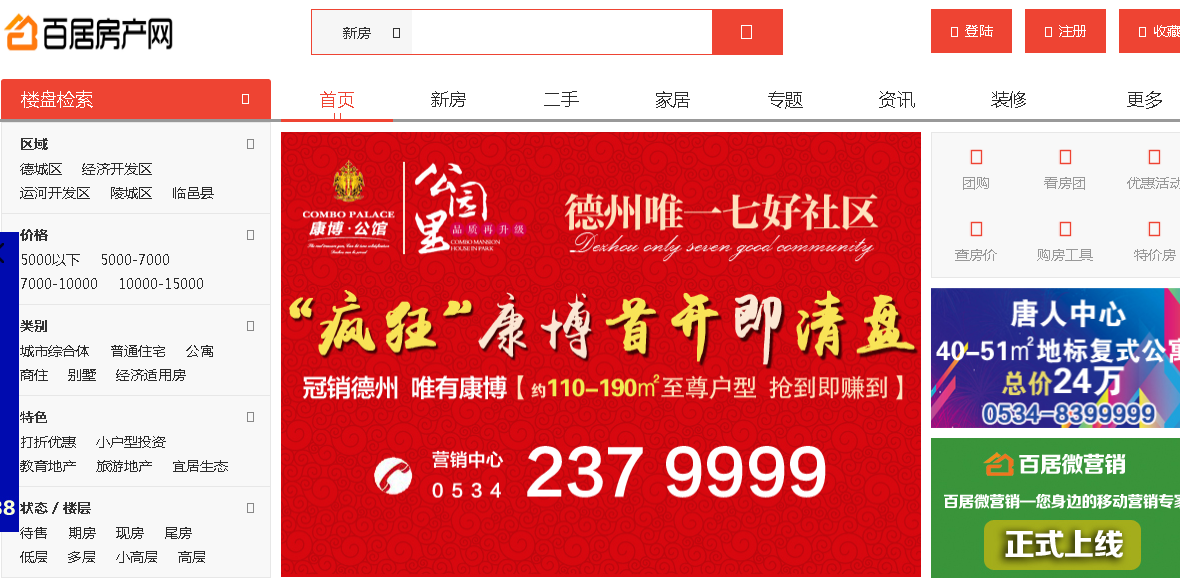 百居房产网
新房
登陆 注册 收藏
楼盘检索
首页 新房 二手 家居 专题 资讯 装修 更多
区域
德城区 经济开发区
运河开发区 陵城区 临邑县
价格
5000以下 5000-7000
7000-10000 10000-15000
类别
城市综合体 普通住宅 公寓
商住 别墅 经济适用房
特色
打折优惠 小户型投资
教育地产 旅游地产 宜居生态
状态 / 楼层
待售 期房 现房 尾房
低层 多层 小高层 高层
COMBO PALACE
康博·公馆
公园里
品质再升级
COMBO MANSION
HOUSE IN PARK
德州唯一七好社区
Dezhou only seven good community
“疯狂”康博首开即清盘
冠销德州 唯有康博【约110-190㎡至尊户型 抢到即赚到】
营销中心
0534
237 9999
团购 看房团 优惠活动
查房价 购房工具 特价房
唐人中心
40-51㎡地标复式公寓
总价24万
0534-8399999
百居微营销
百居微营销—您身边的移动营销专家
正式上线